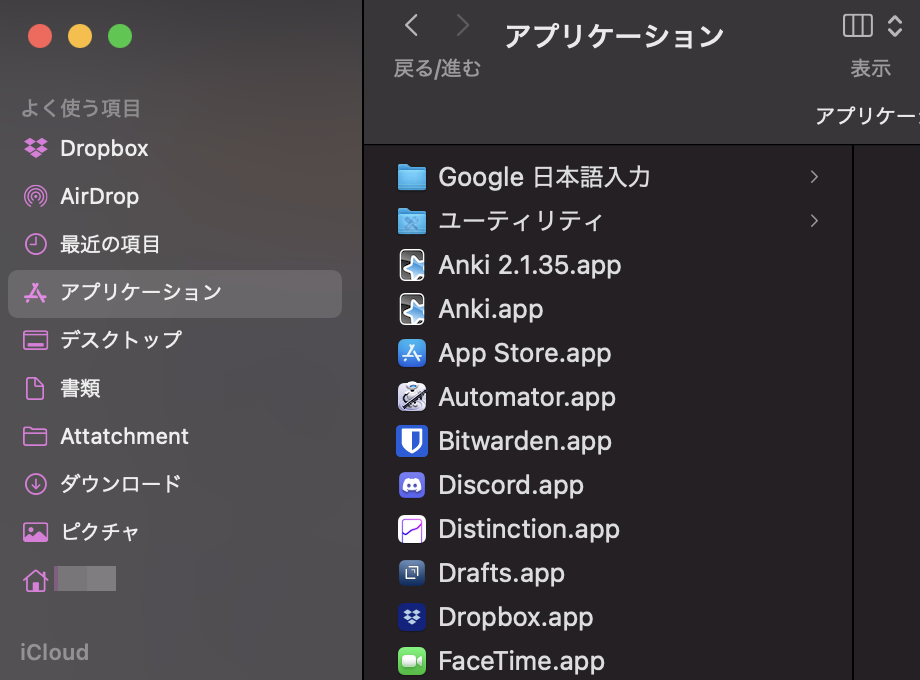 よく使う項目
Dropbox
AirDrop
最近の項目
アプリケーション
デスクトップ
書類
Attatchment
ダウンロード
ピクチャ
iCloud
アプリケーション
戻る/進む
表示
アプリケー
Google 日本語入力
ユーティリティ
Anki 2.1.35.app
Anki.app
App Store.app
Automator.app
Bitwarden.app
Discord.app
Distinction.app
Drafts.app
Dropbox.app
FaceTime.app